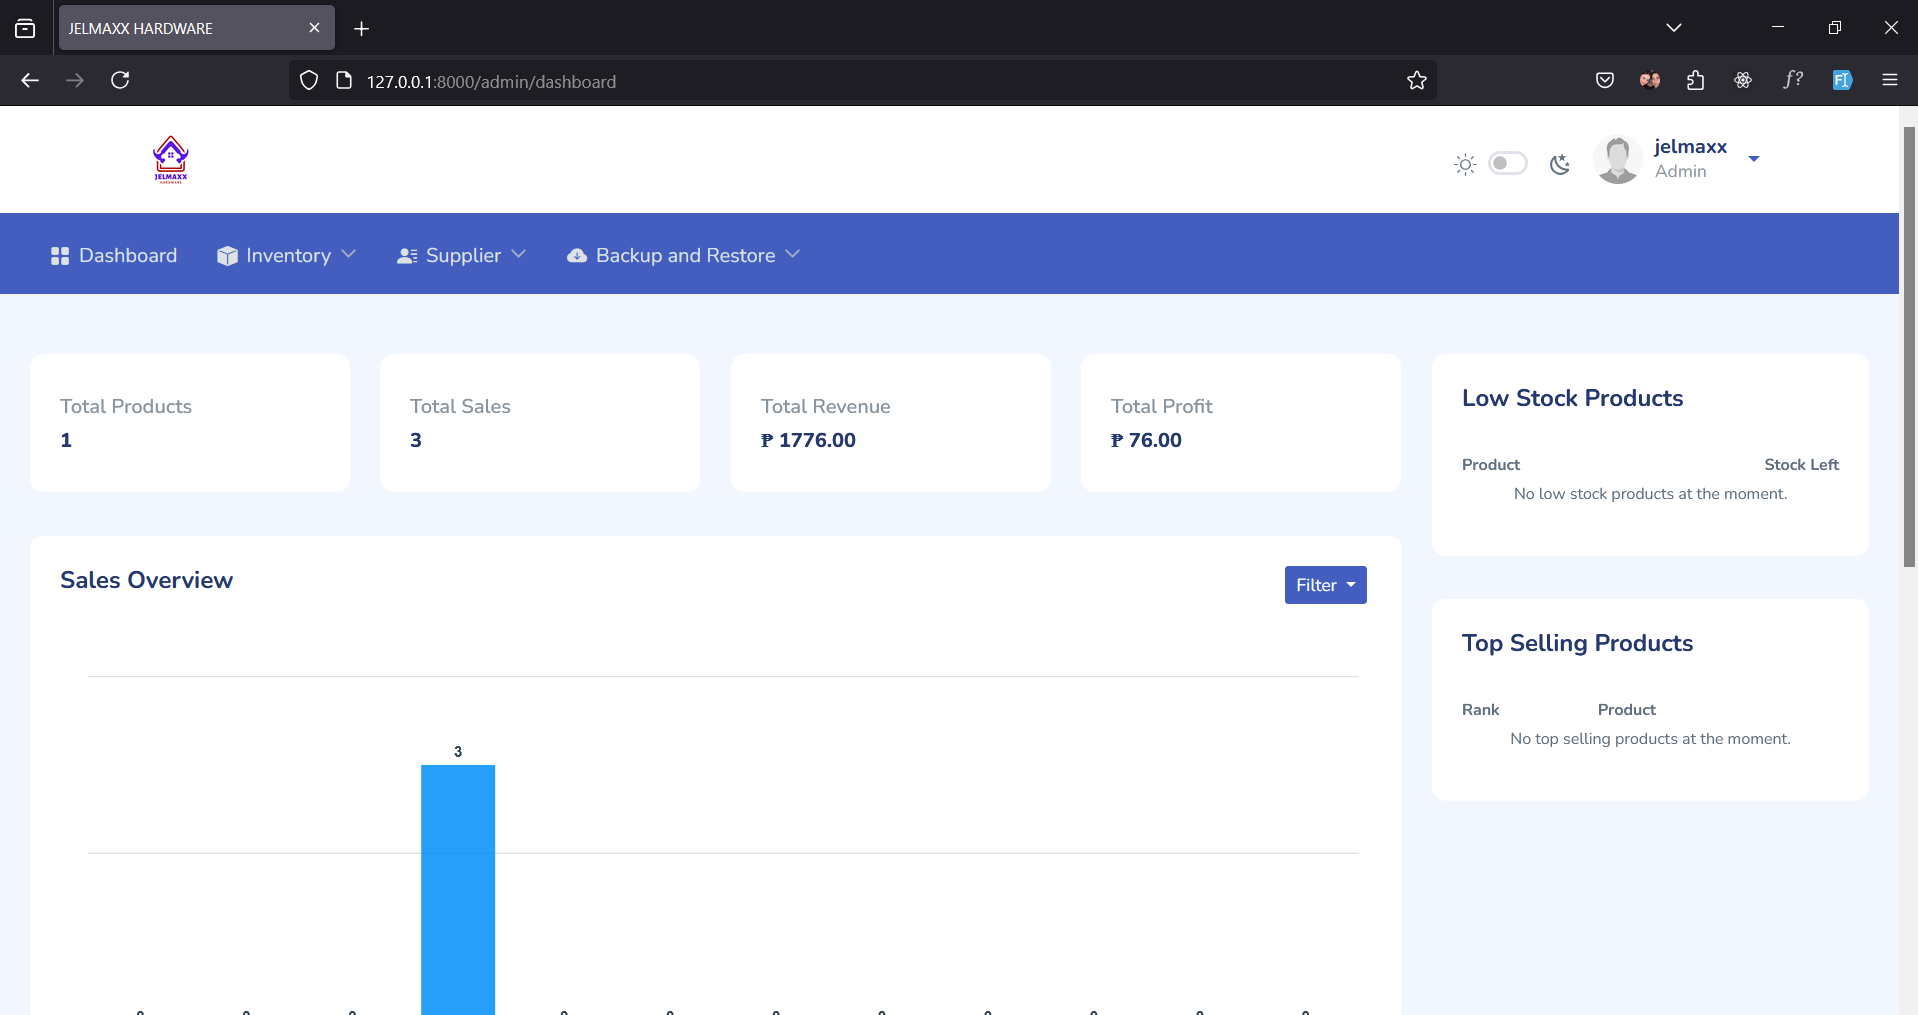 JELMAXX HARDWARE
127.0.0.1:8000/admin/dashboard
JELMAXX
HARDWARE
jelmaxx
Admin
Dashboard
Inventory
Supplier
Backup and Restore
Total Products
1
Total Sales
3
Total Revenue
₱ 1776.00
Total Profit
₱ 76.00
Low Stock Products
Product Stock Left
No low stock products at the moment.
Sales Overview
Filter
3
Top Selling Products
Rank Product
No top selling products at the moment.